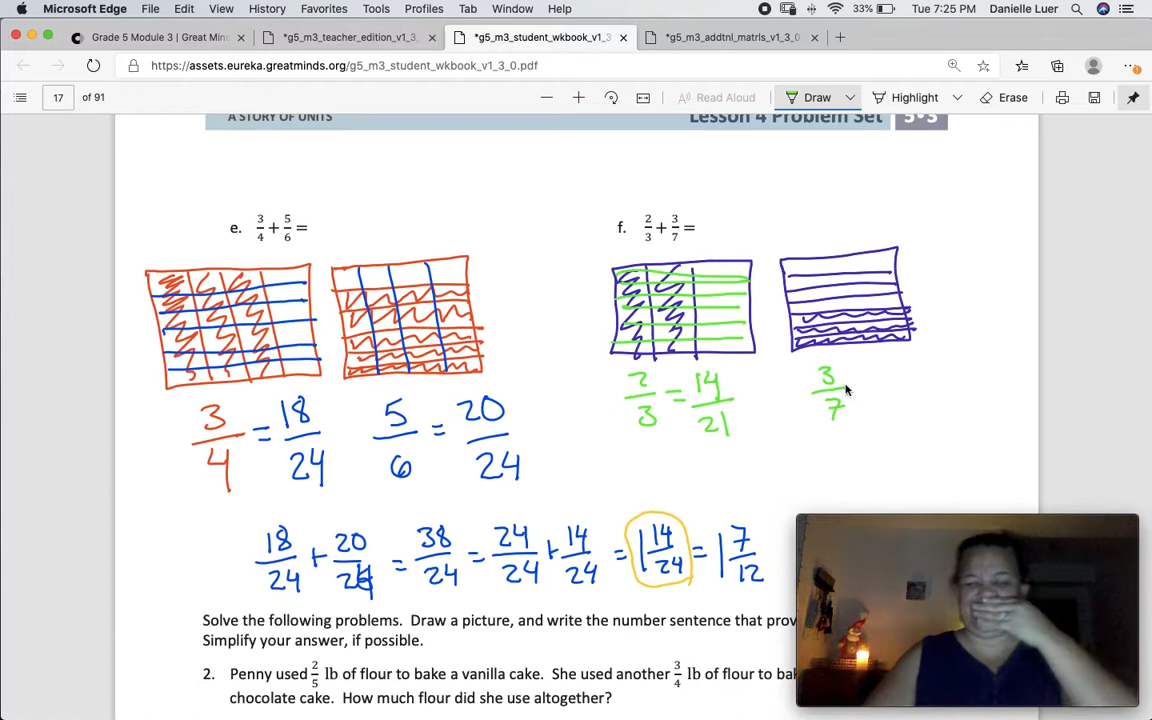 Microsoft Edge File Edit View History Favorites Tools Profiles Tab Window Help 33% Tue 7:25 PM Danielle Luer
Grade 5 Module 3 | Great Min
*g5_m3_teacher_edition_v1_3_
*g5_m3_student_wkbook_v1_3
*g5_m3_addtnl_matrls_v1_3_0
https://assets.eureka.greatminds.org/g5_m3_student_wkbook_v1_3_0.pdf
17 of 91 Read Aloud Draw Highlight Erase
A STORY OF UNITS Lesson 4 Problem Set 5•3
e. 3/4 + 5/6 = f. 2/3 + 3/7 =
3/4 = 18/24 5/6 = 20/24 2/3 = 14/21 3/7
18/24 + 20/24 = 38/24 = 24/24 + 14/24 = 1 14/24 = 1 7/12
Solve the following problems. Draw a picture, and write the number sentence that
Simplify your answer, if possible.
2. Penny used 2/5 lb of flour to bake a vanilla cake. She used another 3/4 lb of flour to
chocolate cake. How much flour did she use altogether?